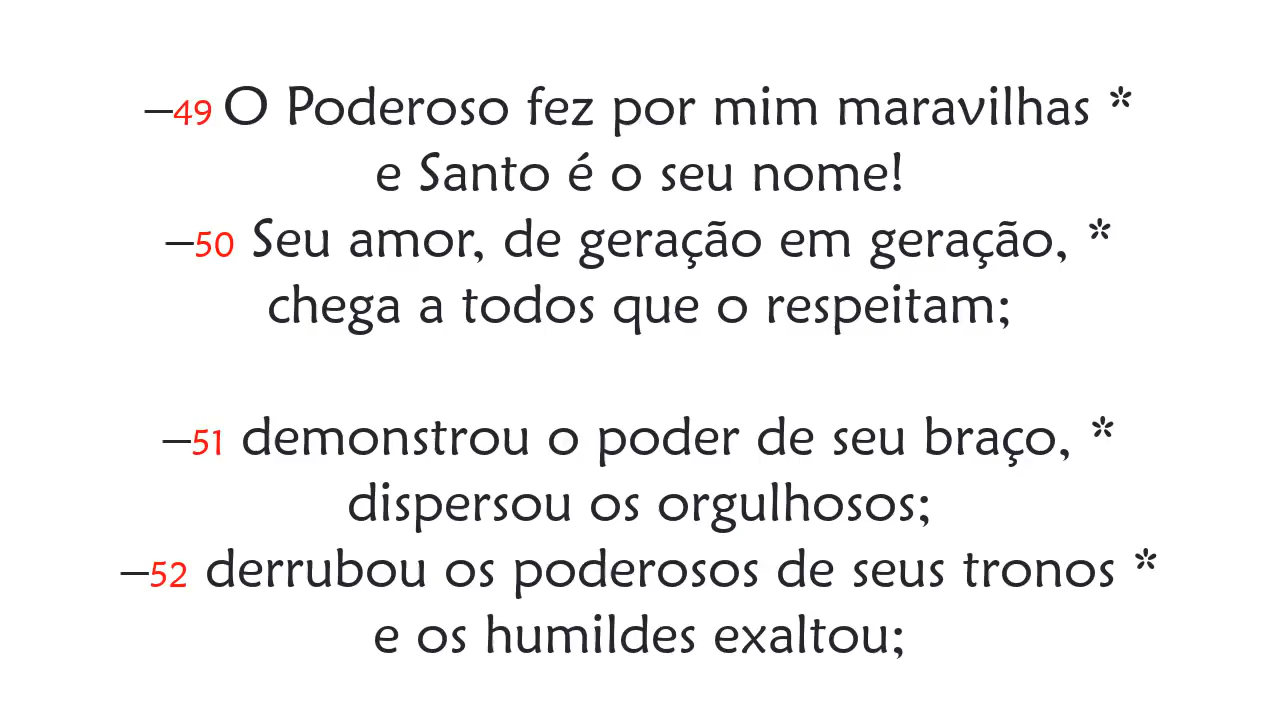 –49 O Poderoso fez por mim maravilhas *
e Santo é o seu nome!
–50 Seu amor, de geração em geração, *
chega a todos que o respeitam;
–51 demonstrou o poder de seu braço, *
dispersou os orgulhosos;
–52 derrubou os poderosos de seus tronos *
e os humildes exaltou;